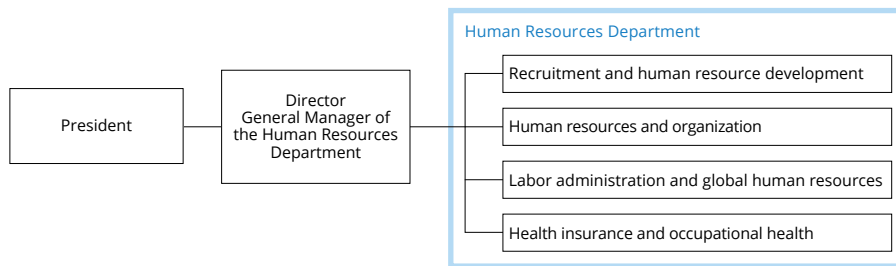 Human Resources Department
President
Director
General Manager of
the Human Resources
Department
Recruitment and human resource development
Human resources and organization
Labor administration and global human resources
Health insurance and occupational health